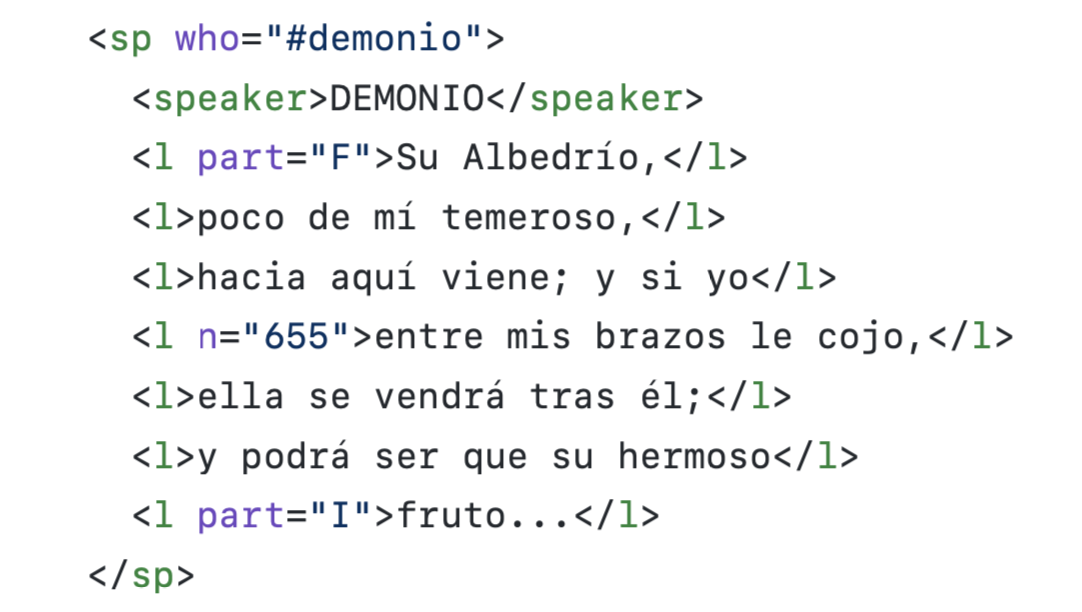 <sp who="#demonio">
<speaker>DEMONIO</speaker>
<l part="F">Su Albedrío,</l>
<l>poco de mí temeroso,</l>
<l>hacia aquí viene; y si yo</l>
<l n="655">entre mis brazos le cojo,</l>
<l>ella se vendrá tras él;</l>
<l>y podrá ser que su hermoso</l>
<l part="I">fruto...</l>
</sp>